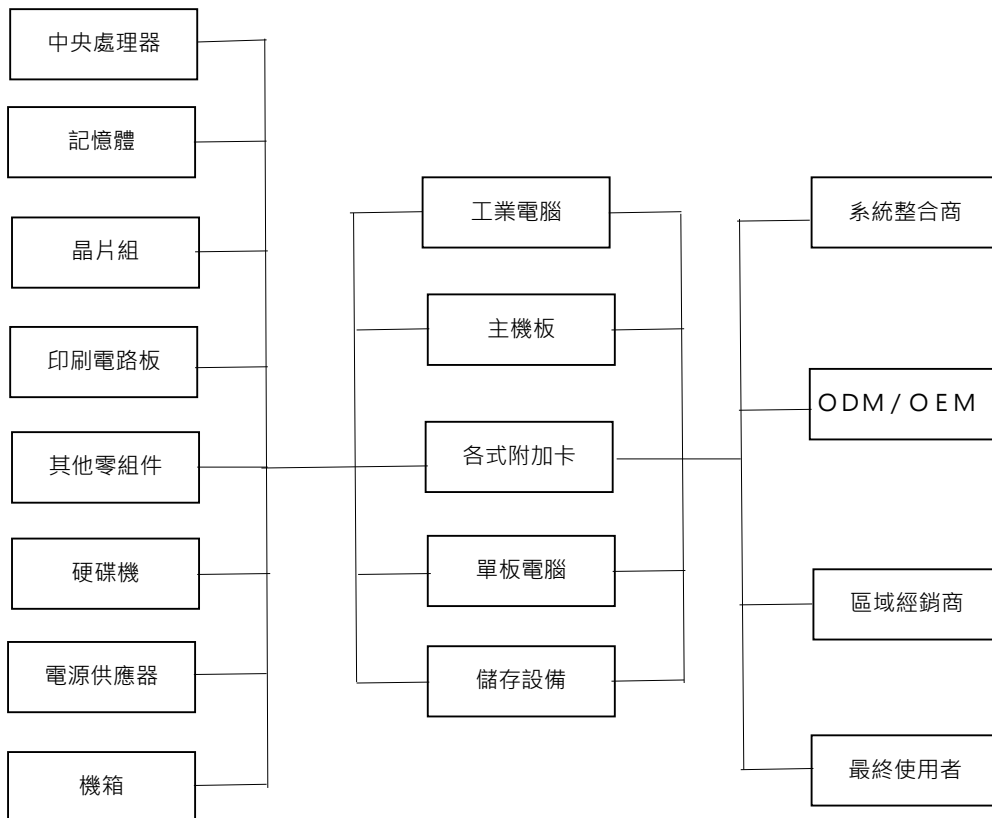 中央處理器
記憶體
晶片組
印刷電路板
其他零組件
硬碟機
電源供應器
機箱
工業電腦
主機板
各式附加卡
單板電腦
儲存設備
系統整合商
ODM/OEM
區域經銷商
最終使用者